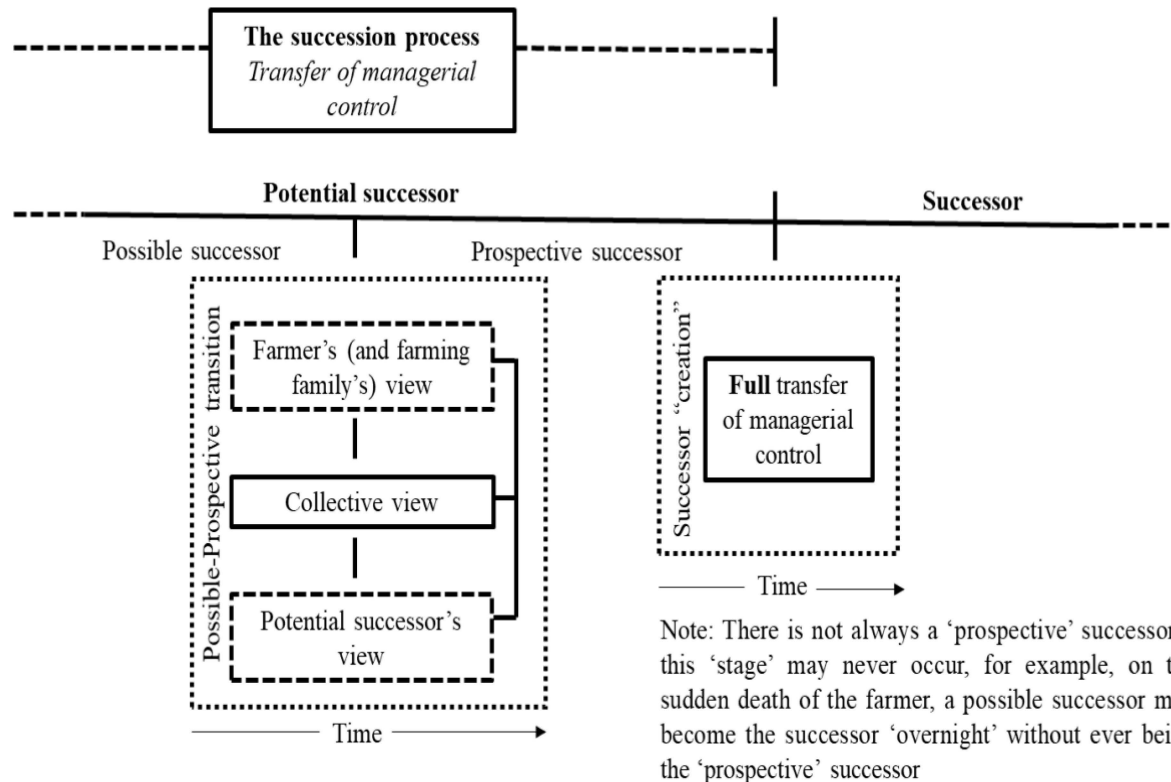 The succession process
Transfer of managerial
control
Potential successor
Successor
Possible successor
Prospective successor
Possible-Prospective transition
Farmer's (and farming
family's) view
Collective view
Potential successor's
view
Time
Successor "creation"
Full transfer
of managerial
control
Time
Note: There is not always a 'prospective' successor
this 'stage' may never occur, for example, on
sudden death of the farmer, a possible successor
become the successor 'overnight' without ever
the 'prospective' successor